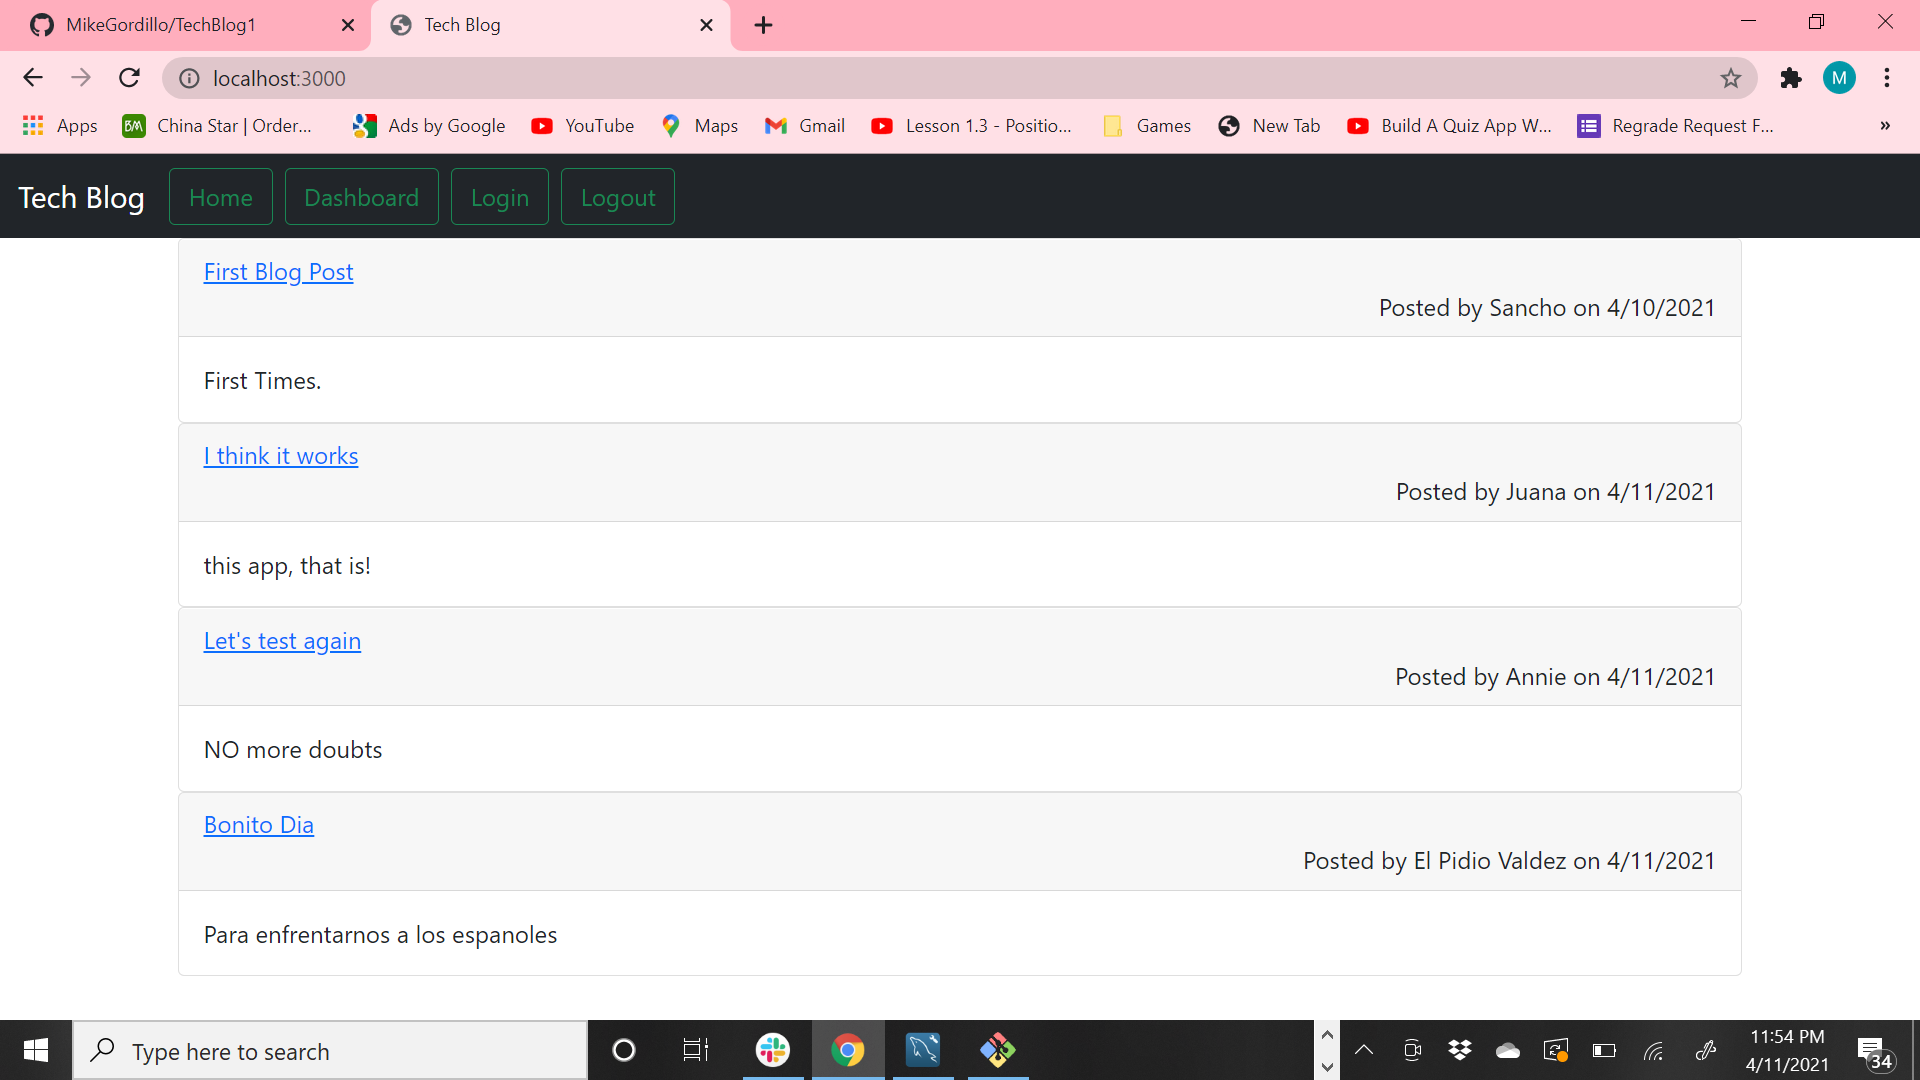 MikeGordillo/TechBlog1
Tech Blog
localhost:3000
M
Apps
BM
China Star | Order...
Ads by Google
YouTube
Maps
Gmail
Lesson 1.3 - Positio...
Games
New Tab
Build A Quiz App W...
Regrade Request F...
»
Tech Blog
Home
Dashboard
Login
Logout
First Blog Post
Posted by Sancho on 4/10/2021
First Times.
I think it works
Posted by Juana on 4/11/2021
this app, that is!
Let's test again
Posted by Annie on 4/11/2021
NO more doubts
Bonito Dia
Posted by El Pidio Valdez on 4/11/2021
Para enfrentarnos a los espanoles
Type here to search
11:54 PM
4/11/2021
34